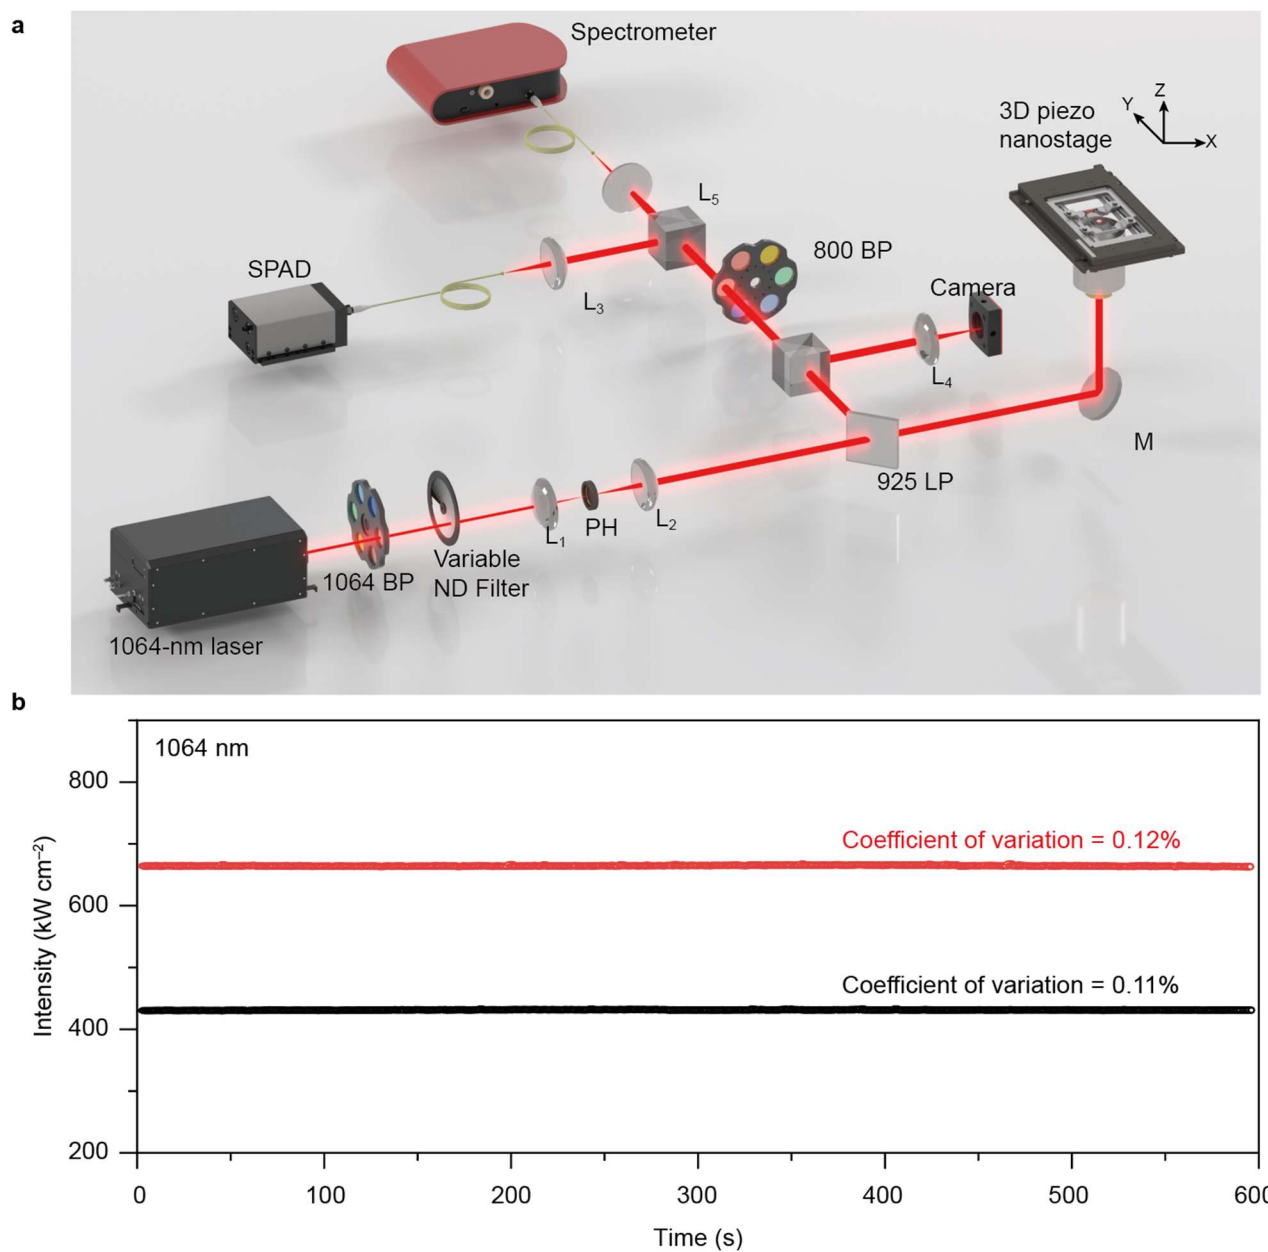 a
Spectrometer
3D piezo
nanostage
Z
Y
X
L5
800 BP
SPAD
L3
Camera
L4
M
925 LP
L2
PH
L1
Variable
ND Filter
1064 BP
1064-nm laser
b
1064 nm
800
Coefficient of variation = 0.12%
600
Coefficient of variation = 0.11%
400
200
Intensity (kW cm⁻²)
0 100 200 300 400 500 600
Time (s)